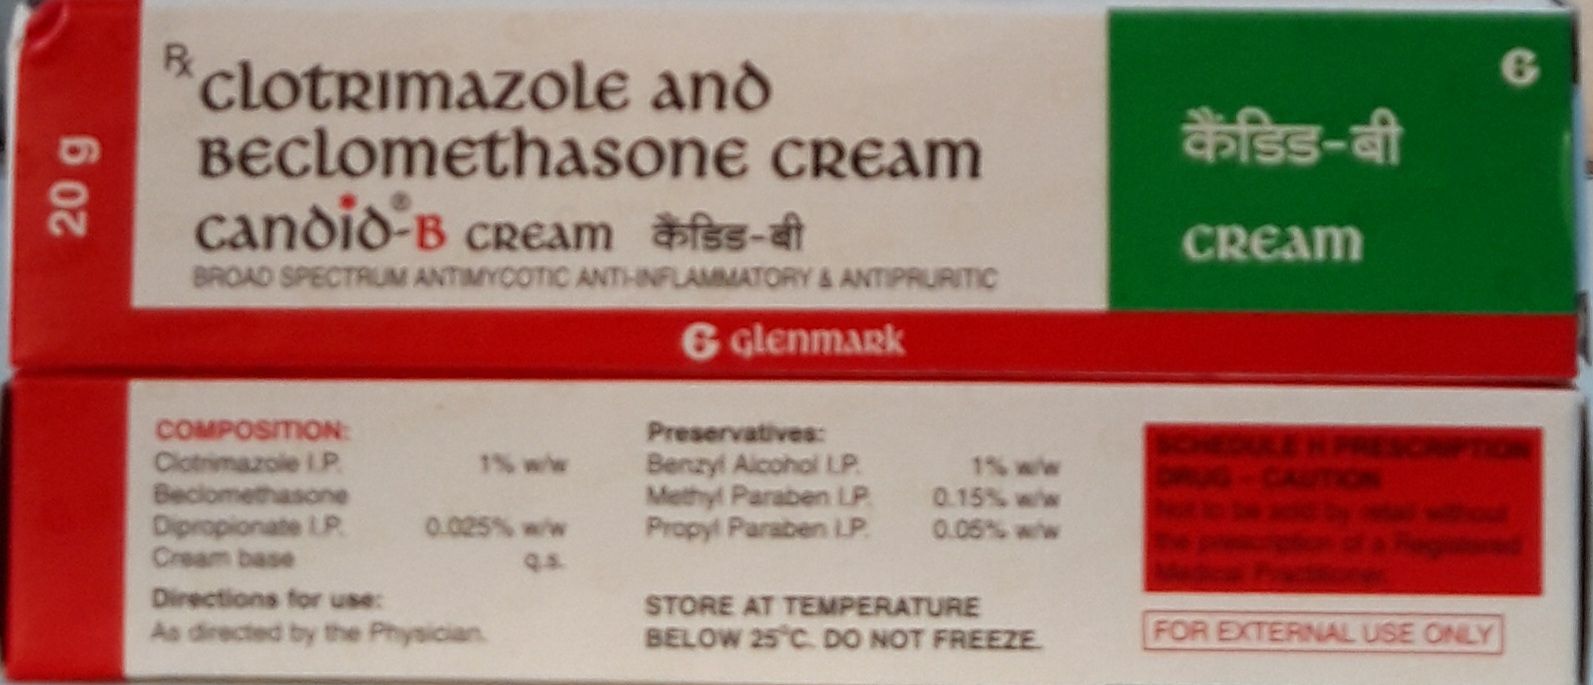 20 g
Rx
Clotrimazole and
Beclomethasone Cream
Candid®-B Cream कैंडिड-बी
BROAD SPECTRUM ANTIMYCOTIC ANTI-INFLAMMATORY & ANTIPRURITIC
G
कैंडिड-बी
Cream
G Glenmark
COMPOSITION:
Clotrimazole I.P. 1% w/w
Beclomethasone
Dipropionate I.P. 0.025% w/w
Cream base q.s.
Directions for use:
As directed by the Physician.
Preservatives:
Benzyl Alcohol I.P. 1% w/w
Methyl Paraben I.P. 0.15% w/w
Propyl Paraben I.P. 0.05% w/w
STORE AT TEMPERATURE
BELOW 25°C. DO NOT FREEZE.
SCHEDULE H PRESCRIPTION
DRUG – CAUTION
Not to be sold by retail without
the prescription of a Registered
Medical Practitioner.
FOR EXTERNAL USE ONLY